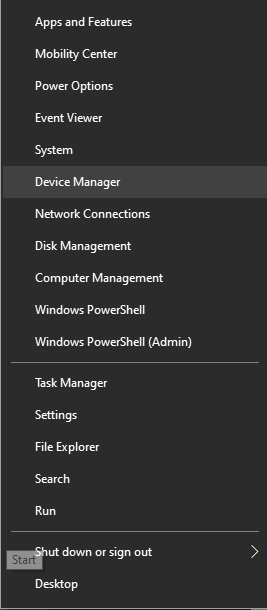 Apps and Features
Mobility Center
Power Options
Event Viewer
System
Device Manager
Network Connections
Disk Management
Computer Management
Windows PowerShell
Windows PowerShell (Admin)
Task Manager
Settings
File Explorer
Search
Run
Shut down or sign out
Start
Desktop